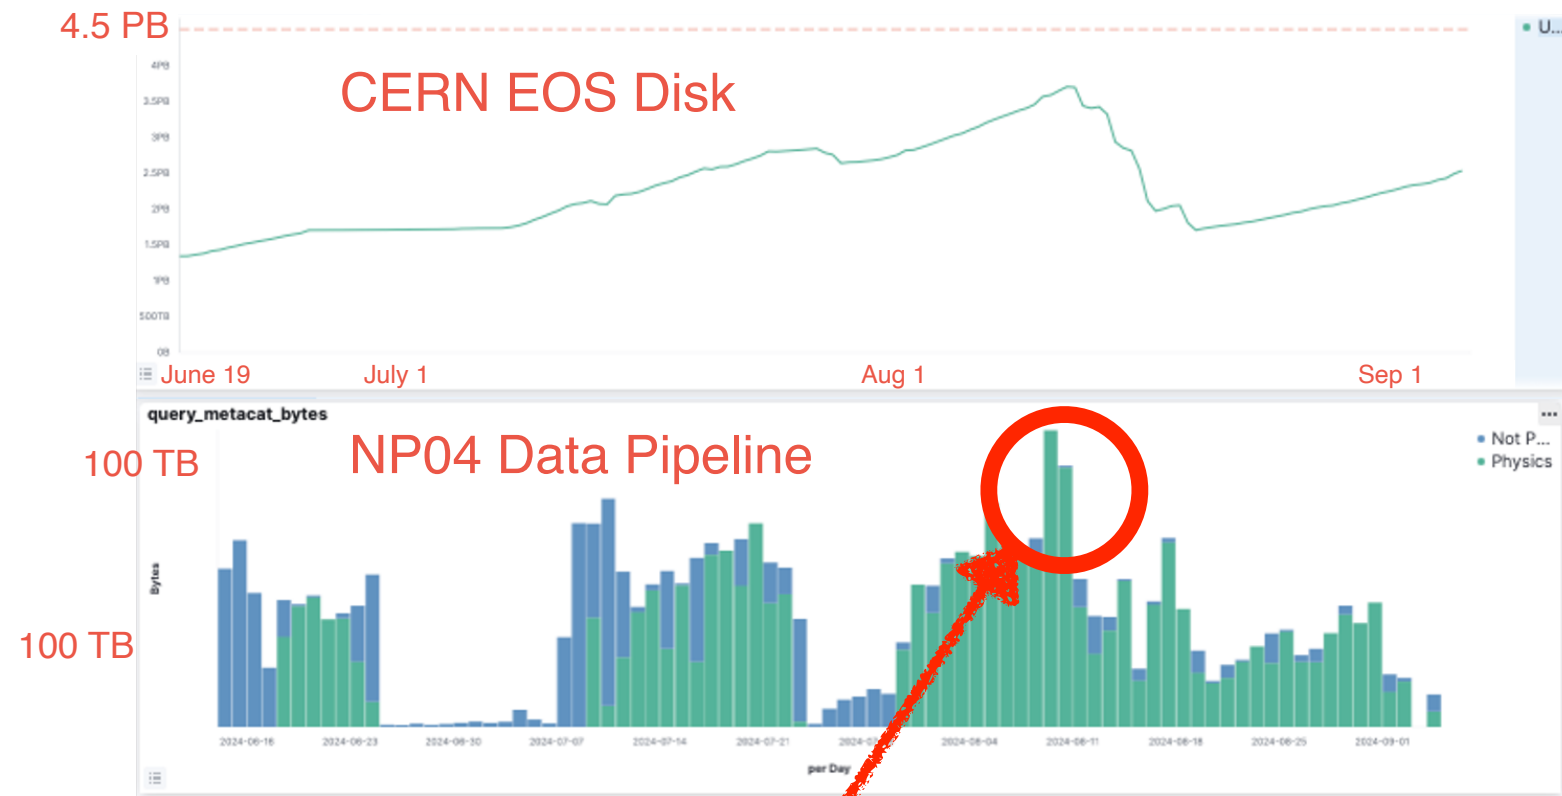 4.5 PB
U...
4PB
CERN EOS Disk
3.5PB
3PB
2.5PB
2PB
1.5PB
1PB
500TB
0B
June 19 July 1 Aug 1 Sep 1
query_metacat_bytes
NP04 Data Pipeline
Not P...
100 TB
Physics
Bytes
100 TB
2024-06-16 2024-06-23 2024-06-30 2024-07-07 2024-07-14 2024-07-21 2024-08-04 2024-08-11 2024-08-18 2024-08-25 2024-09-01
per Day